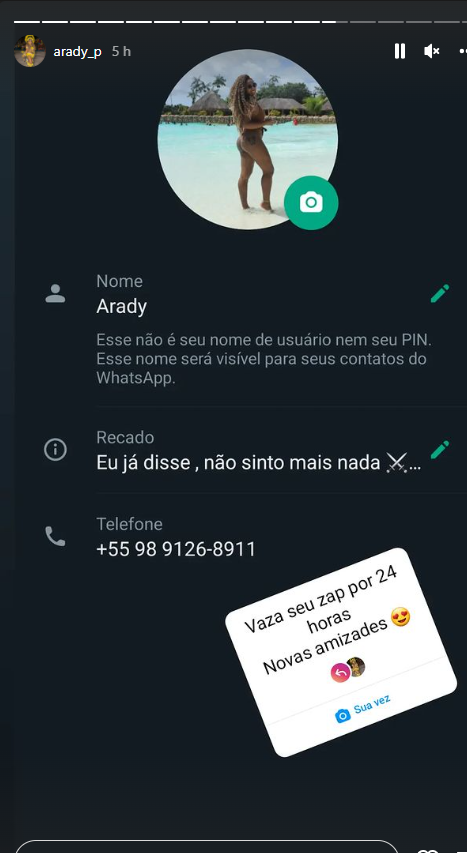 arady_p 5 h
Nome
Arady
Esse não é seu nome de usuário nem seu PIN.
Esse nome será visível para seus contatos do
WhatsApp.
Recado
Eu já disse , não sinto mais nada ⚔️...
Telefone
+55 98 9126-8911
Vaza seu zap por 24
horas
Novas amizades 😍
Sua vez